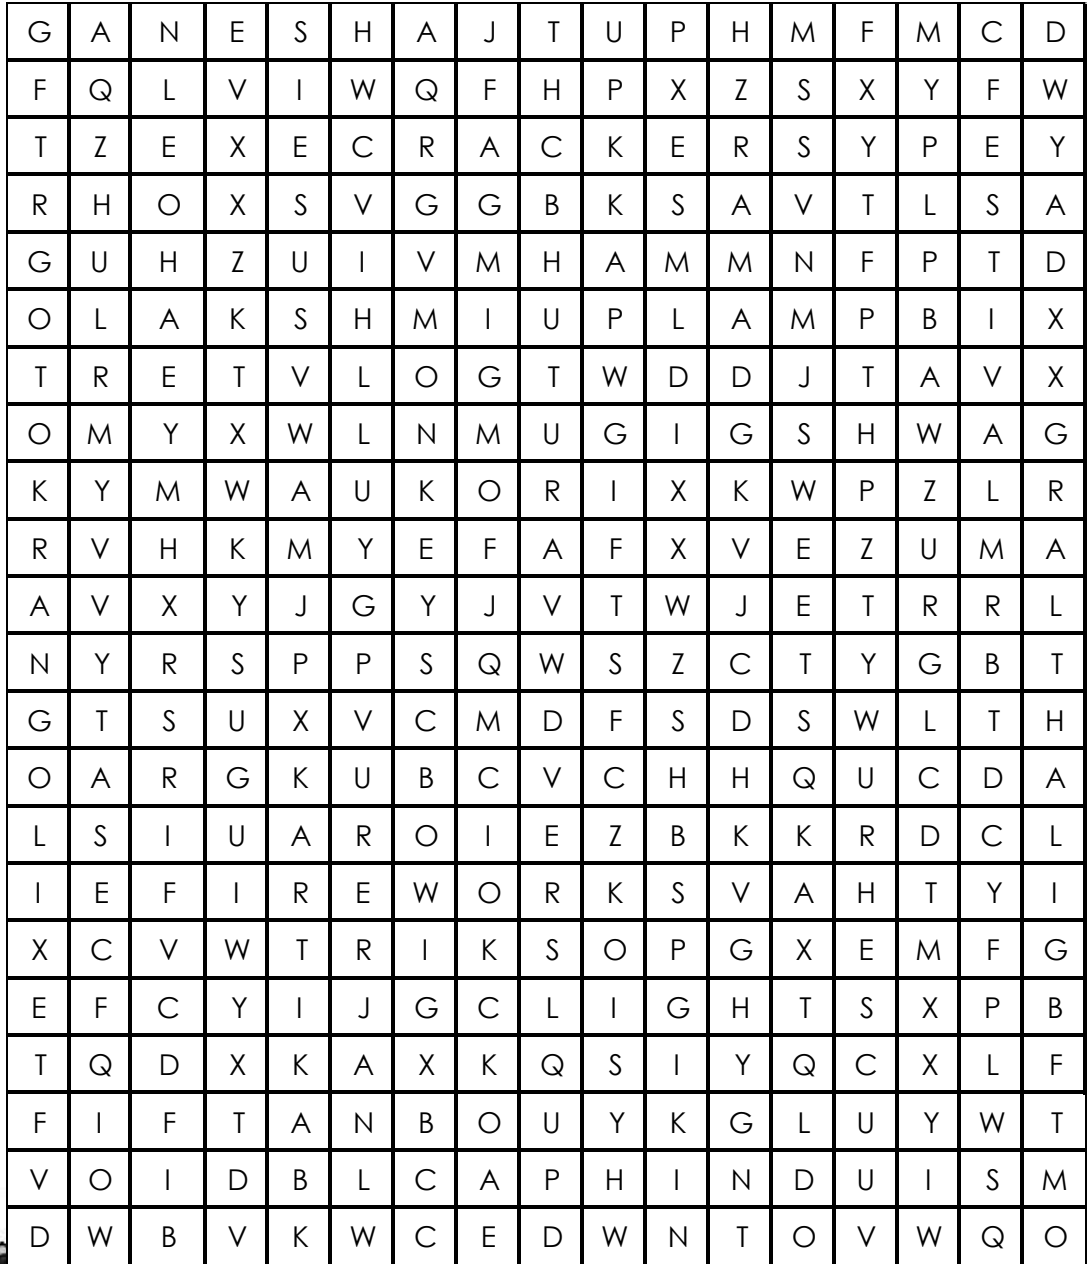 G A N E S H A J T U P H M F M C D
F Q L V I W Q F H P X Z S X Y F W
T Z E X E C R A C K E R S Y P E Y
R H O X S V G G B K S A V T L S A
G U H Z U I V M H A M M N F P T D
O L A K S H M I U P L A M P B I X
T R E T V L O G T W D D J T A V X
O M Y X W L N M U G I G S H W A G
K Y M W A U K O R I X K W P Z L R
R V H K M Y E F A F X V E Z U M A
A V X Y J G Y J V T W J E T R R L
N Y R S P P S Q W S Z C T Y G B T
G T S U X V C M D F S D S W L T H
O A R G K U B C V C H H Q U C D A
L S I U A R O I E Z B K K R D C L
I E F I R E W O R K S V A H T Y I
X C V W T R I K S O P G X E M F G
E F C Y I J G C L I G H T S X P B
T Q D X K A X K Q S I Y Q C X L F
F I F T A N B O U Y K G L U Y W T
V O I D B L C A P H I N D U I S M
D W B V K W C E D W N T O V W Q O